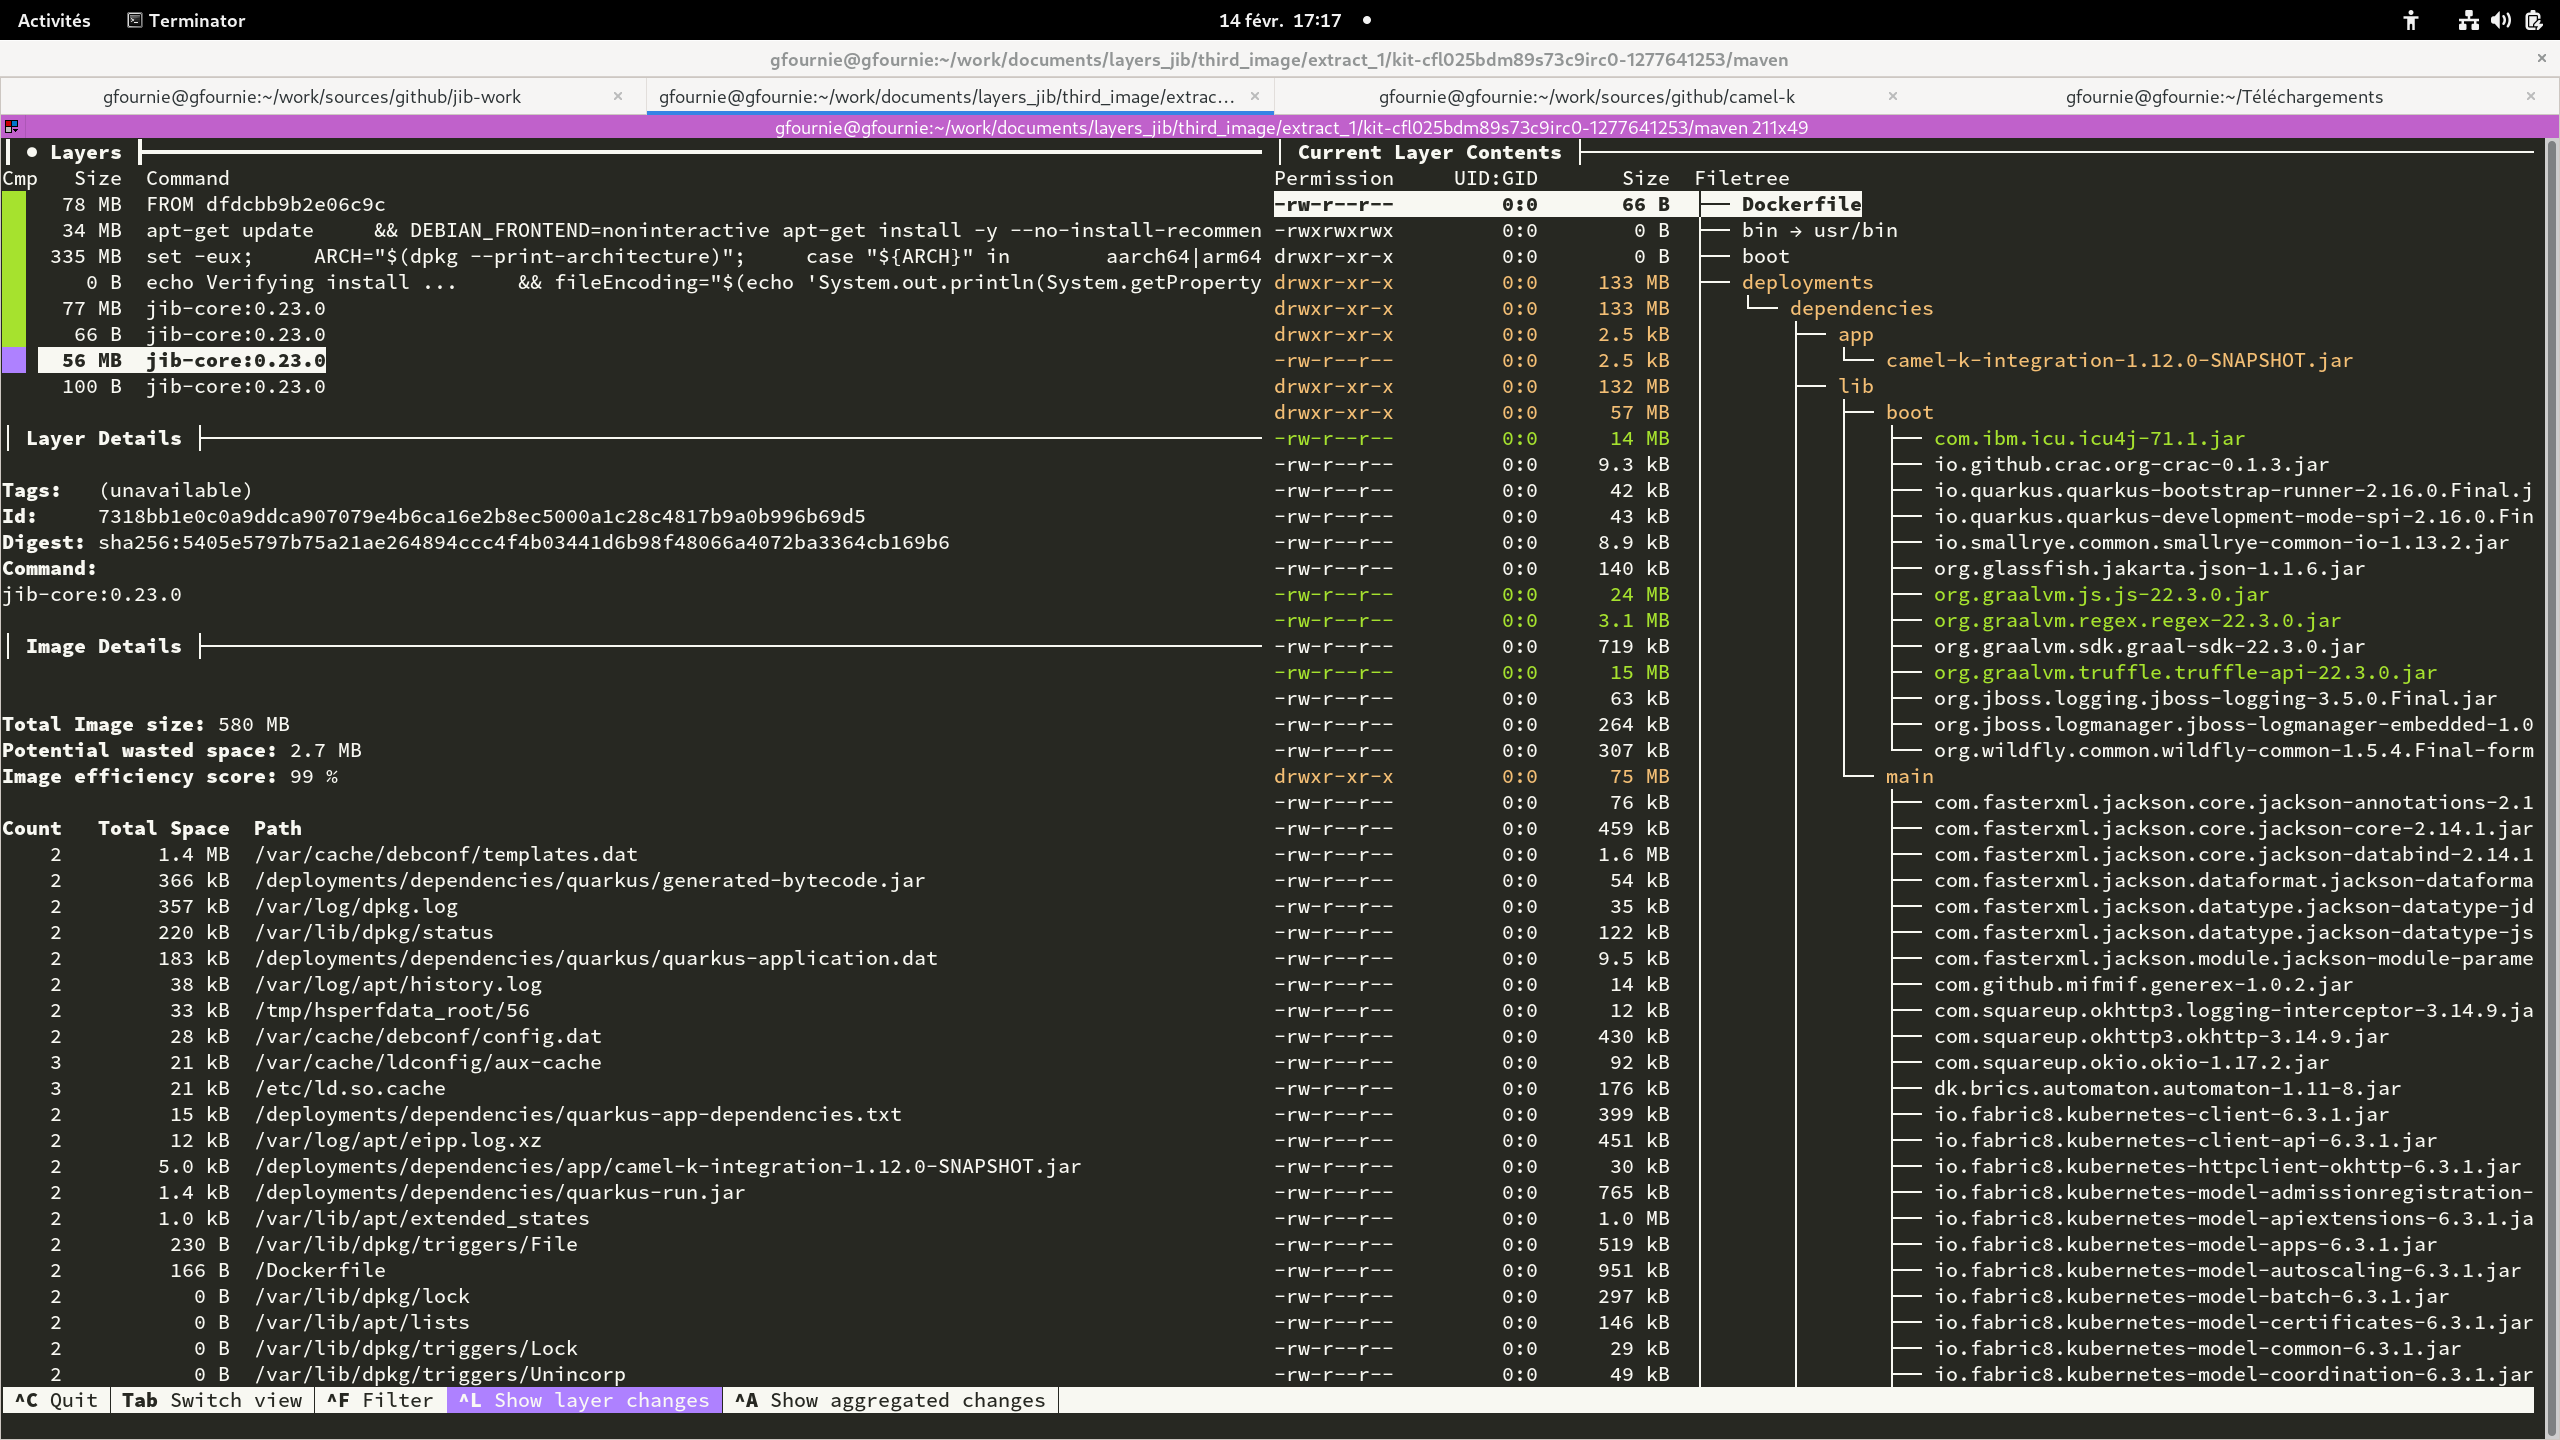 Activités
Terminator
14 févr. 17:17
gfournie@gfournie:~/work/documents/layers_jib/third_image/extract_1/kit-cfl025bdm89s73c9irc0-1277641253/maven
gfournie@gfournie:~/work/sources/github/jib-work
gfournie@gfournie:~/work/documents/layers_jib/third_image/extrac...
gfournie@gfournie:~/work/sources/github/camel-k
gfournie@gfournie:~/Téléchargements
gfournie@gfournie:~/work/documents/layers_jib/third_image/extract_1/kit-cfl025bdm89s73c9irc0-1277641253/maven 211x49
● Layers
Cmp Size Command
78 MB FROM dfdcbb9b2e06c9c
34 MB apt-get update && DEBIAN_FRONTEND=noninteractive apt-get install -y --no-install-recommen
335 MB set -eux; ARCH="$(dpkg --print-architecture)"; case "${ARCH}" in aarch64|arm64
0 B echo Verifying install ... && fileEncoding="$(echo 'System.out.println(System.getProperty
77 MB jib-core:0.23.0
66 B jib-core:0.23.0
56 MB jib-core:0.23.0
100 B jib-core:0.23.0
Layer Details
Tags: (unavailable)
Id: 7318bb1e0c0a9ddca907079e4b6ca16e2b8ec5000a1c28c4817b9a0b996b69d5
Digest: sha256:5405e5797b75a21ae264894ccc4f4b03441d6b98f48066a4072ba3364cb169b6
Command:
jib-core:0.23.0
Image Details
Total Image size: 580 MB
Potential wasted space: 2.7 MB
Image efficiency score: 99 %
Count Total Space Path
2 1.4 MB /var/cache/debconf/templates.dat
2 366 kB /deployments/dependencies/quarkus/generated-bytecode.jar
2 357 kB /var/log/dpkg.log
2 220 kB /var/lib/dpkg/status
2 183 kB /deployments/dependencies/quarkus/quarkus-application.dat
2 38 kB /var/log/apt/history.log
2 33 kB /tmp/hsperfdata_root/56
2 28 kB /var/cache/debconf/config.dat
3 21 kB /var/cache/ldconfig/aux-cache
3 21 kB /etc/ld.so.cache
2 15 kB /deployments/dependencies/quarkus-app-dependencies.txt
2 12 kB /var/log/apt/eipp.log.xz
2 5.0 kB /deployments/dependencies/app/camel-k-integration-1.12.0-SNAPSHOT.jar
2 1.4 kB /deployments/dependencies/quarkus-run.jar
2 1.0 kB /var/lib/apt/extended_states
2 230 B /var/lib/dpkg/triggers/File
2 166 B /Dockerfile
2 0 B /var/lib/dpkg/lock
2 0 B /var/lib/apt/lists
2 0 B /var/lib/dpkg/triggers/Lock
2 0 B /var/lib/dpkg/triggers/Unincorp
Current Layer Contents
Permission UID:GID Size Filetree
-rw-r--r-- 0:0 66 B Dockerfile
-rwxrwxrwx 0:0 0 B bin → usr/bin
drwxr-xr-x 0:0 0 B boot
drwxr-xr-x 0:0 133 MB deployments
drwxr-xr-x 0:0 133 MB dependencies
drwxr-xr-x 0:0 2.5 kB app
-rw-r--r-- 0:0 2.5 kB camel-k-integration-1.12.0-SNAPSHOT.jar
drwxr-xr-x 0:0 132 MB lib
drwxr-xr-x 0:0 57 MB boot
-rw-r--r-- 0:0 14 MB com.ibm.icu.icu4j-71.1.jar
-rw-r--r-- 0:0 9.3 kB io.github.crac.org-crac-0.1.3.jar
-rw-r--r-- 0:0 42 kB io.quarkus.quarkus-bootstrap-runner-2.16.0.Final.j
-rw-r--r-- 0:0 43 kB io.quarkus.quarkus-development-mode-spi-2.16.0.Fin
-rw-r--r-- 0:0 8.9 kB io.smallrye.common.smallrye-common-io-1.13.2.jar
-rw-r--r-- 0:0 140 kB org.glassfish.jakarta.json-1.1.6.jar
-rw-r--r-- 0:0 24 MB org.graalvm.js.js-22.3.0.jar
-rw-r--r-- 0:0 3.1 MB org.graalvm.regex.regex-22.3.0.jar
-rw-r--r-- 0:0 719 kB org.graalvm.sdk.graal-sdk-22.3.0.jar
-rw-r--r-- 0:0 15 MB org.graalvm.truffle.truffle-api-22.3.0.jar
-rw-r--r-- 0:0 63 kB org.jboss.logging.jboss-logging-3.5.0.Final.jar
-rw-r--r-- 0:0 264 kB org.jboss.logmanager.jboss-logmanager-embedded-1.0
-rw-r--r-- 0:0 307 kB org.wildfly.common.wildfly-common-1.5.4.Final-form
drwxr-xr-x 0:0 75 MB main
-rw-r--r-- 0:0 76 kB com.fasterxml.jackson.core.jackson-annotations-2.1
-rw-r--r-- 0:0 459 kB com.fasterxml.jackson.core.jackson-core-2.14.1.jar
-rw-r--r-- 0:0 1.6 MB com.fasterxml.jackson.core.jackson-databind-2.14.1
-rw-r--r-- 0:0 54 kB com.fasterxml.jackson.dataformat.jackson-dataforma
-rw-r--r-- 0:0 35 kB com.fasterxml.jackson.datatype.jackson-datatype-jd
-rw-r--r-- 0:0 122 kB com.fasterxml.jackson.datatype.jackson-datatype-js
-rw-r--r-- 0:0 9.5 kB com.fasterxml.jackson.module.jackson-module-parame
-rw-r--r-- 0:0 14 kB com.github.mifmif.generex-1.0.2.jar
-rw-r--r-- 0:0 12 kB com.squareup.okhttp3.logging-interceptor-3.14.9.ja
-rw-r--r-- 0:0 430 kB com.squareup.okhttp3.okhttp-3.14.9.jar
-rw-r--r-- 0:0 92 kB com.squareup.okio.okio-1.17.2.jar
-rw-r--r-- 0:0 176 kB dk.brics.automaton.automaton-1.11-8.jar
-rw-r--r-- 0:0 399 kB io.fabric8.kubernetes-client-6.3.1.jar
-rw-r--r-- 0:0 451 kB io.fabric8.kubernetes-client-api-6.3.1.jar
-rw-r--r-- 0:0 30 kB io.fabric8.kubernetes-httpclient-okhttp-6.3.1.jar
-rw-r--r-- 0:0 765 kB io.fabric8.kubernetes-model-admissionregistration-
-rw-r--r-- 0:0 1.0 MB io.fabric8.kubernetes-model-apiextensions-6.3.1.ja
-rw-r--r-- 0:0 519 kB io.fabric8.kubernetes-model-apps-6.3.1.jar
-rw-r--r-- 0:0 951 kB io.fabric8.kubernetes-model-autoscaling-6.3.1.jar
-rw-r--r-- 0:0 297 kB io.fabric8.kubernetes-model-batch-6.3.1.jar
-rw-r--r-- 0:0 146 kB io.fabric8.kubernetes-model-certificates-6.3.1.jar
-rw-r--r-- 0:0 29 kB io.fabric8.kubernetes-model-common-6.3.1.jar
-rw-r--r-- 0:0 49 kB io.fabric8.kubernetes-model-coordination-6.3.1.jar
^C Quit Tab Switch view ^F Filter ^L Show layer changes ^A Show aggregated changes